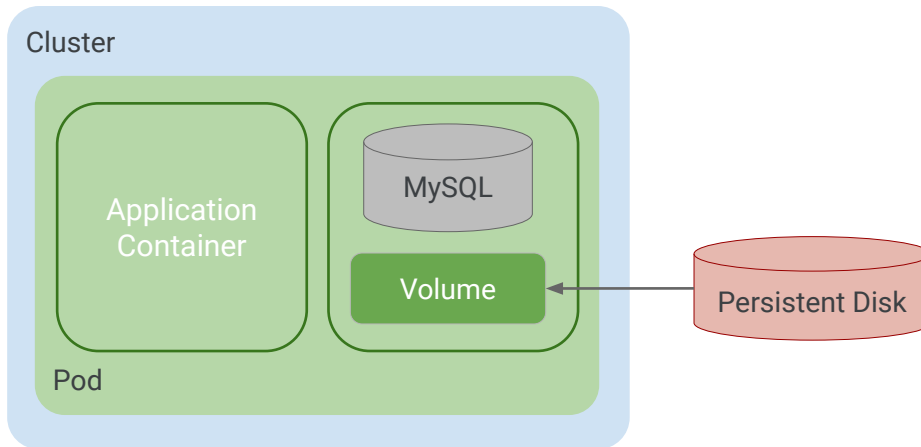 Cluster
Application
Container
MySQL
Volume
Persistent Disk
Pod